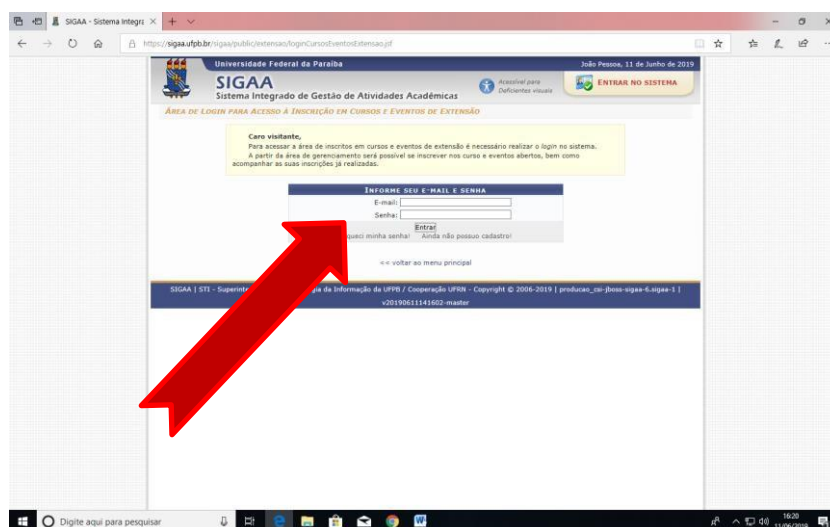 SIGAA - Sistema Integra
https://sigaa.ufpb.br/sigaa/public/extensao/loginCursosEventosExtensao.jsf
Universidade Federal da Paraíba
João Pessoa, 11 de Junho de 2019
SIGAA
Sistema Integrado de Gestão de Atividades Acadêmicas
Acessível para
Deficientes visuais
ENTRAR NO SISTEMA
ÁREA DE LOGIN PARA ACESSO À INSCRIÇÃO EM CURSOS E EVENTOS DE EXTENSÃO
Caro visitante,
Para acessar a área de inscritos em cursos e eventos de extensão é necessário realizar o login no sistema.
A partir da área de gerenciamento será possível se inscrever nos curso e eventos abertos, bem como
acompanhar as suas inscrições já realizadas.
INFORME SEU E-MAIL E SENHA
E-mail:
Senha:
Entrar
queci minha senha! Ainda não possuo cadastro!
<< voltar ao menu principal
SIGAA | STI - Superint gia da Informação da UFPB / Cooperação UFRN - Copyright © 2006-2019 | producao_csi-jboss-sigaa-6.sigaa-1 |
v20190611141602-master
Digite aqui para pesquisar
16:20
11/06/2019